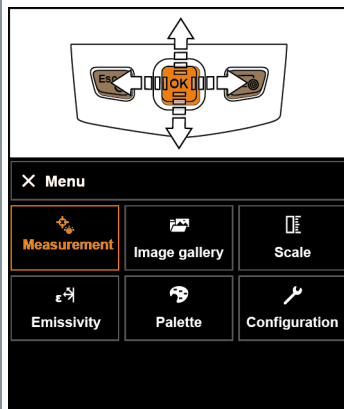 Esc
OK
Menu
Measurement
Image gallery
Scale
Emissivity
Palette
Configuration